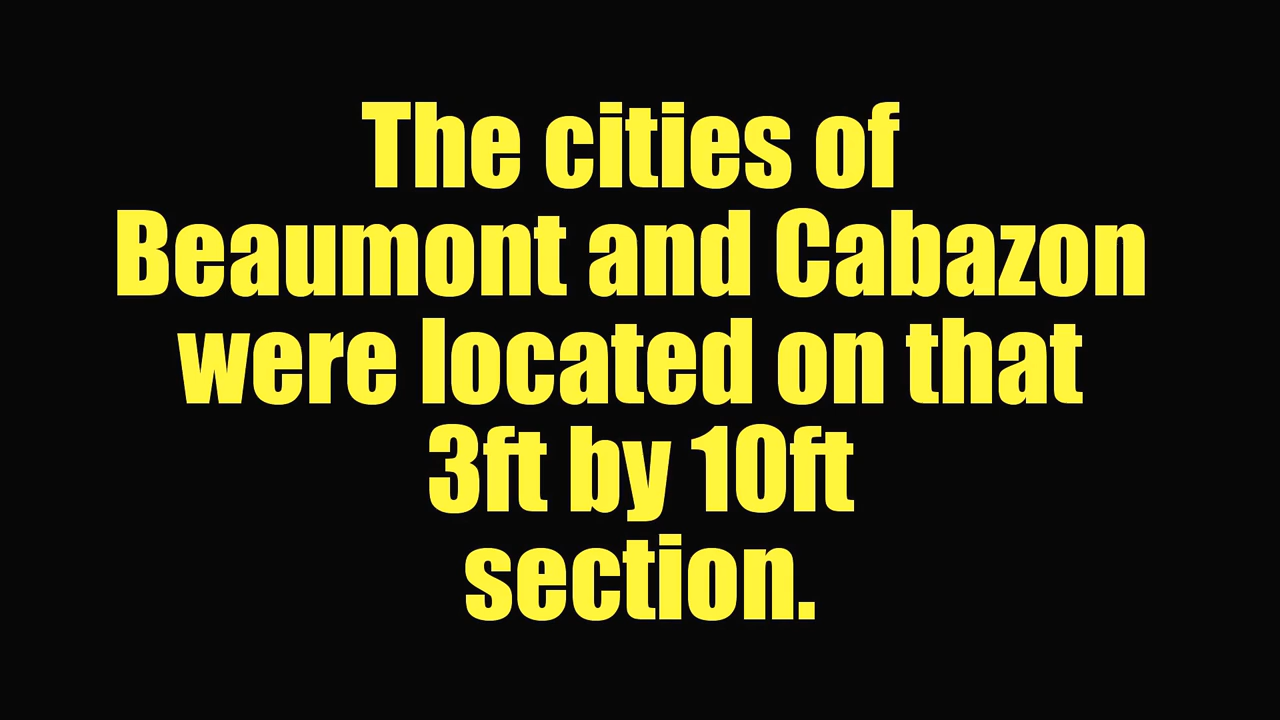 The cities of
Beaumont and Cabazon
were located on that
3ft by 10ft
section.